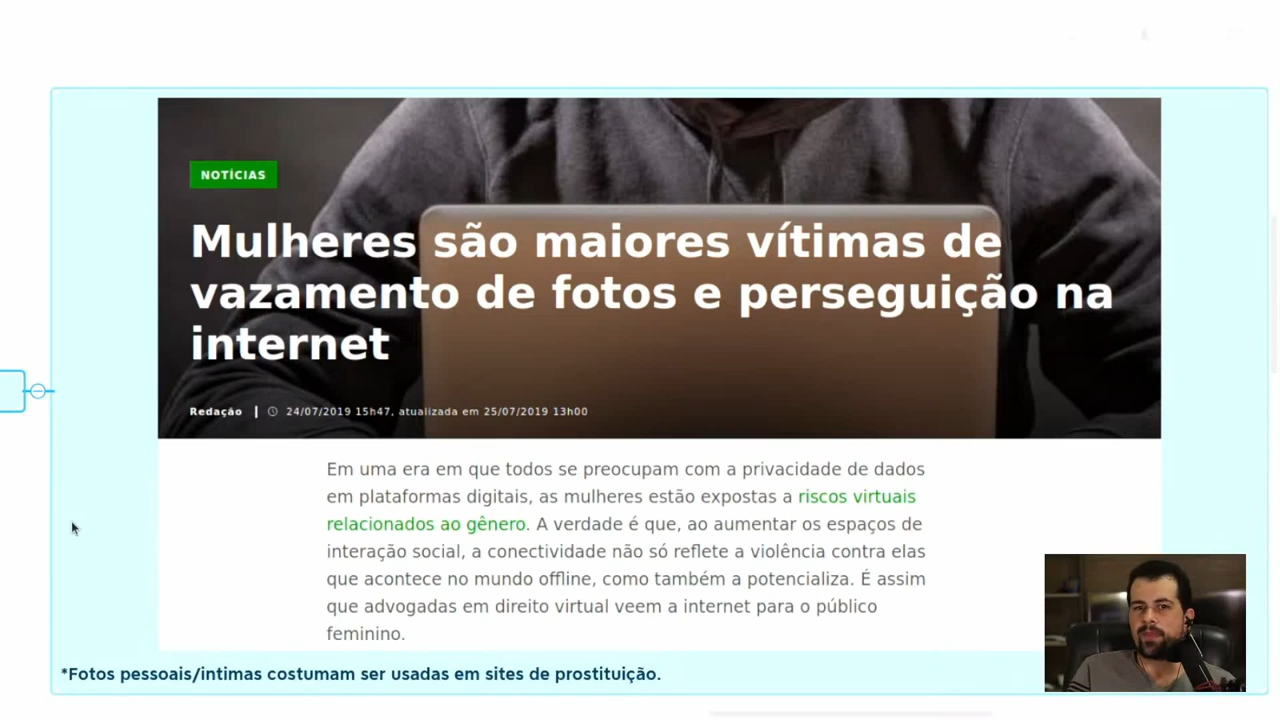 NOTÍCIAS
Mulheres são maiores vítimas de
vazamento de fotos e perseguição na
internet
Redação | 24/07/2019 15h47, atualizada em 25/07/2019 13h00
Em uma era em que todos se preocupam com a privacidade de dados
em plataformas digitais, as mulheres estão expostas a riscos virtuais
relacionados ao gênero. A verdade é que, ao aumentar os espaços de
interação social, a conectividade não só reflete a violência contra elas
que acontece no mundo offline, como também a potencializa. É assim
que advogadas em direito virtual veem a internet para o público
feminino.
*Fotos pessoais/intimas costumam ser usadas em sites de prostituição.